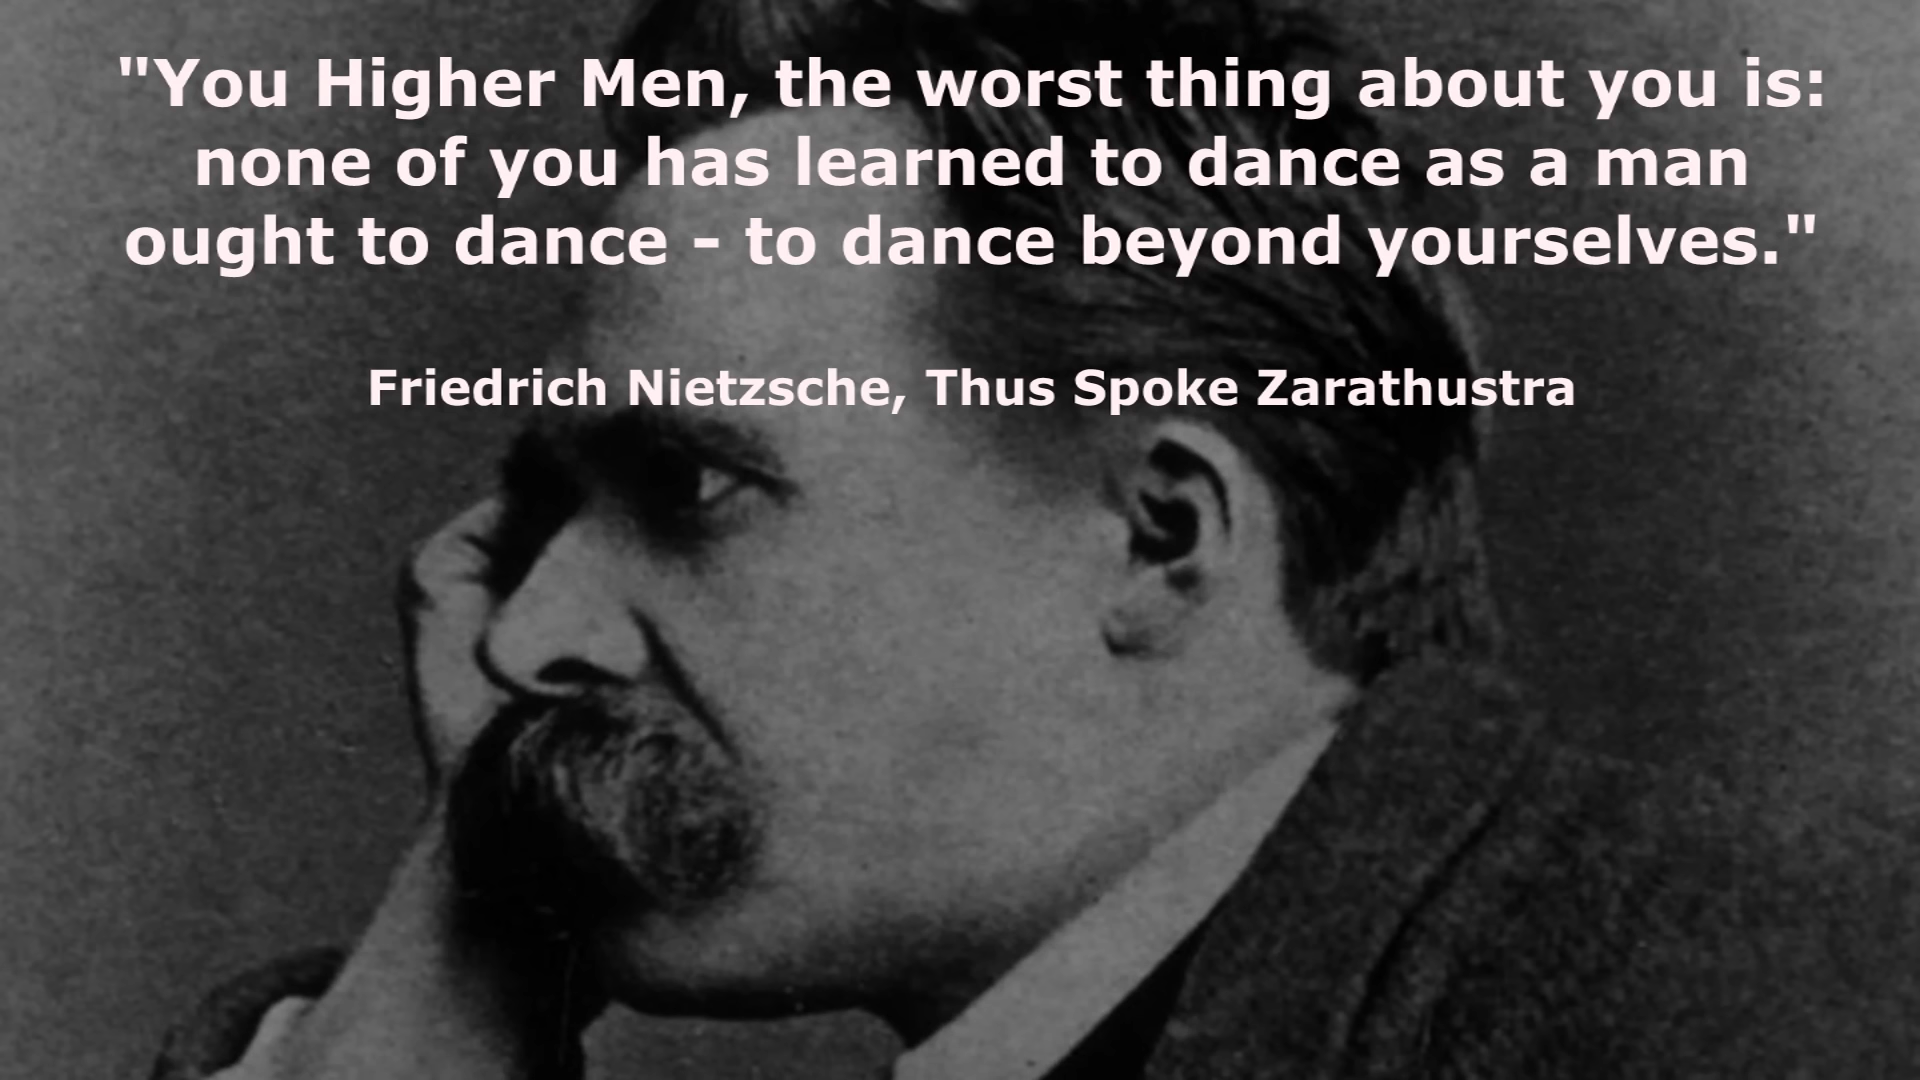 "You Higher Men, the worst thing about you is:
none of you has learned to dance as a man
ought to dance - to dance beyond yourselves."
Friedrich Nietzsche, Thus Spoke Zarathustra